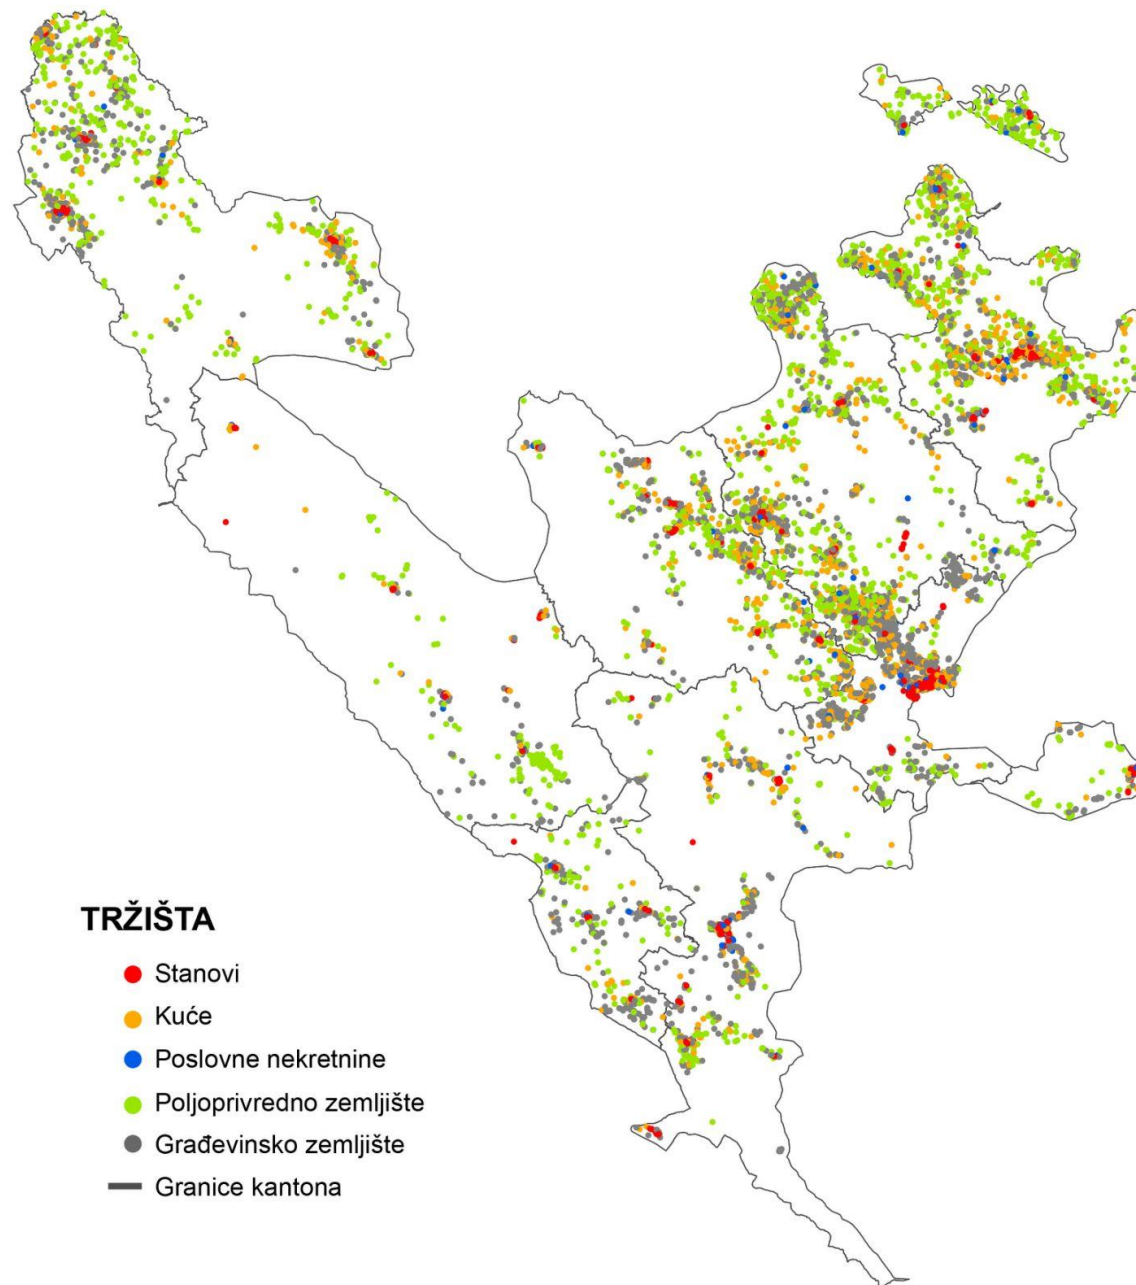 TRŽIŠTA
Stanovi
Kuće
Poslovne nekretnine
Poljoprivredno zemljište
Građevinsko zemljište
Granice kantona